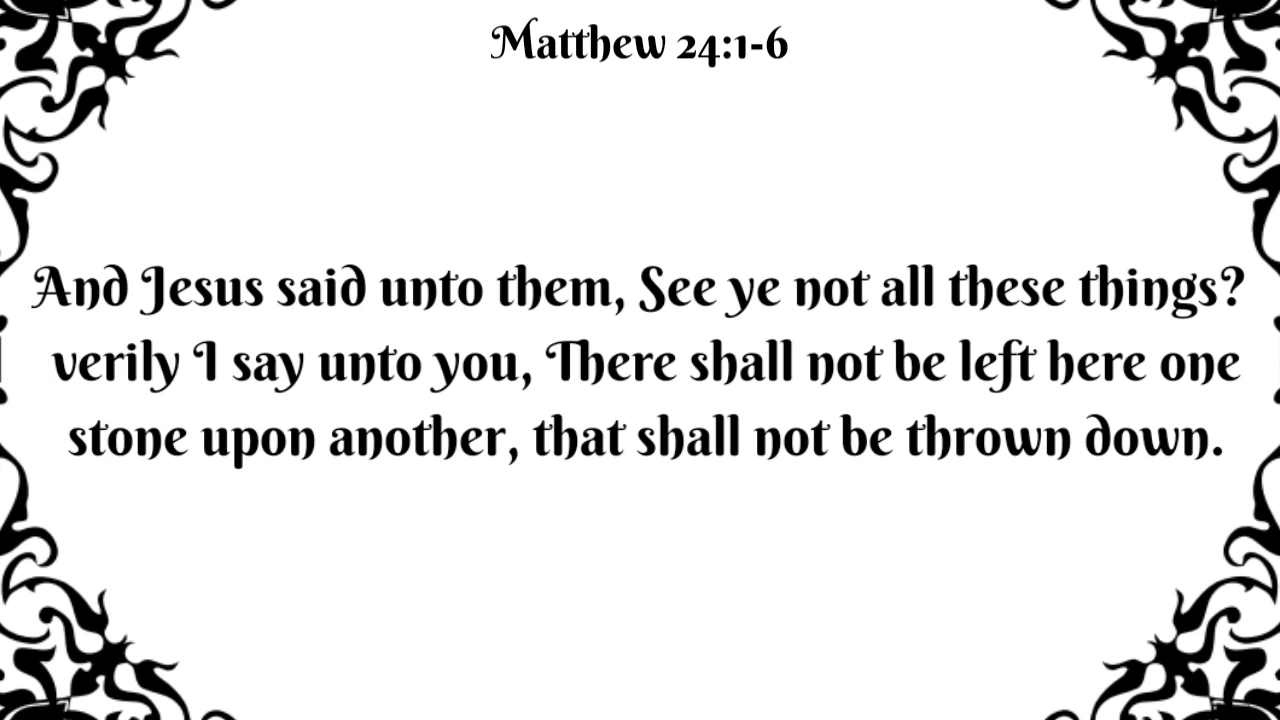 Matthew 24:1-6
And Jesus said unto them, See ye not all these things?
verily I say unto you, There shall not be left here one
stone upon another, that shall not be thrown down.